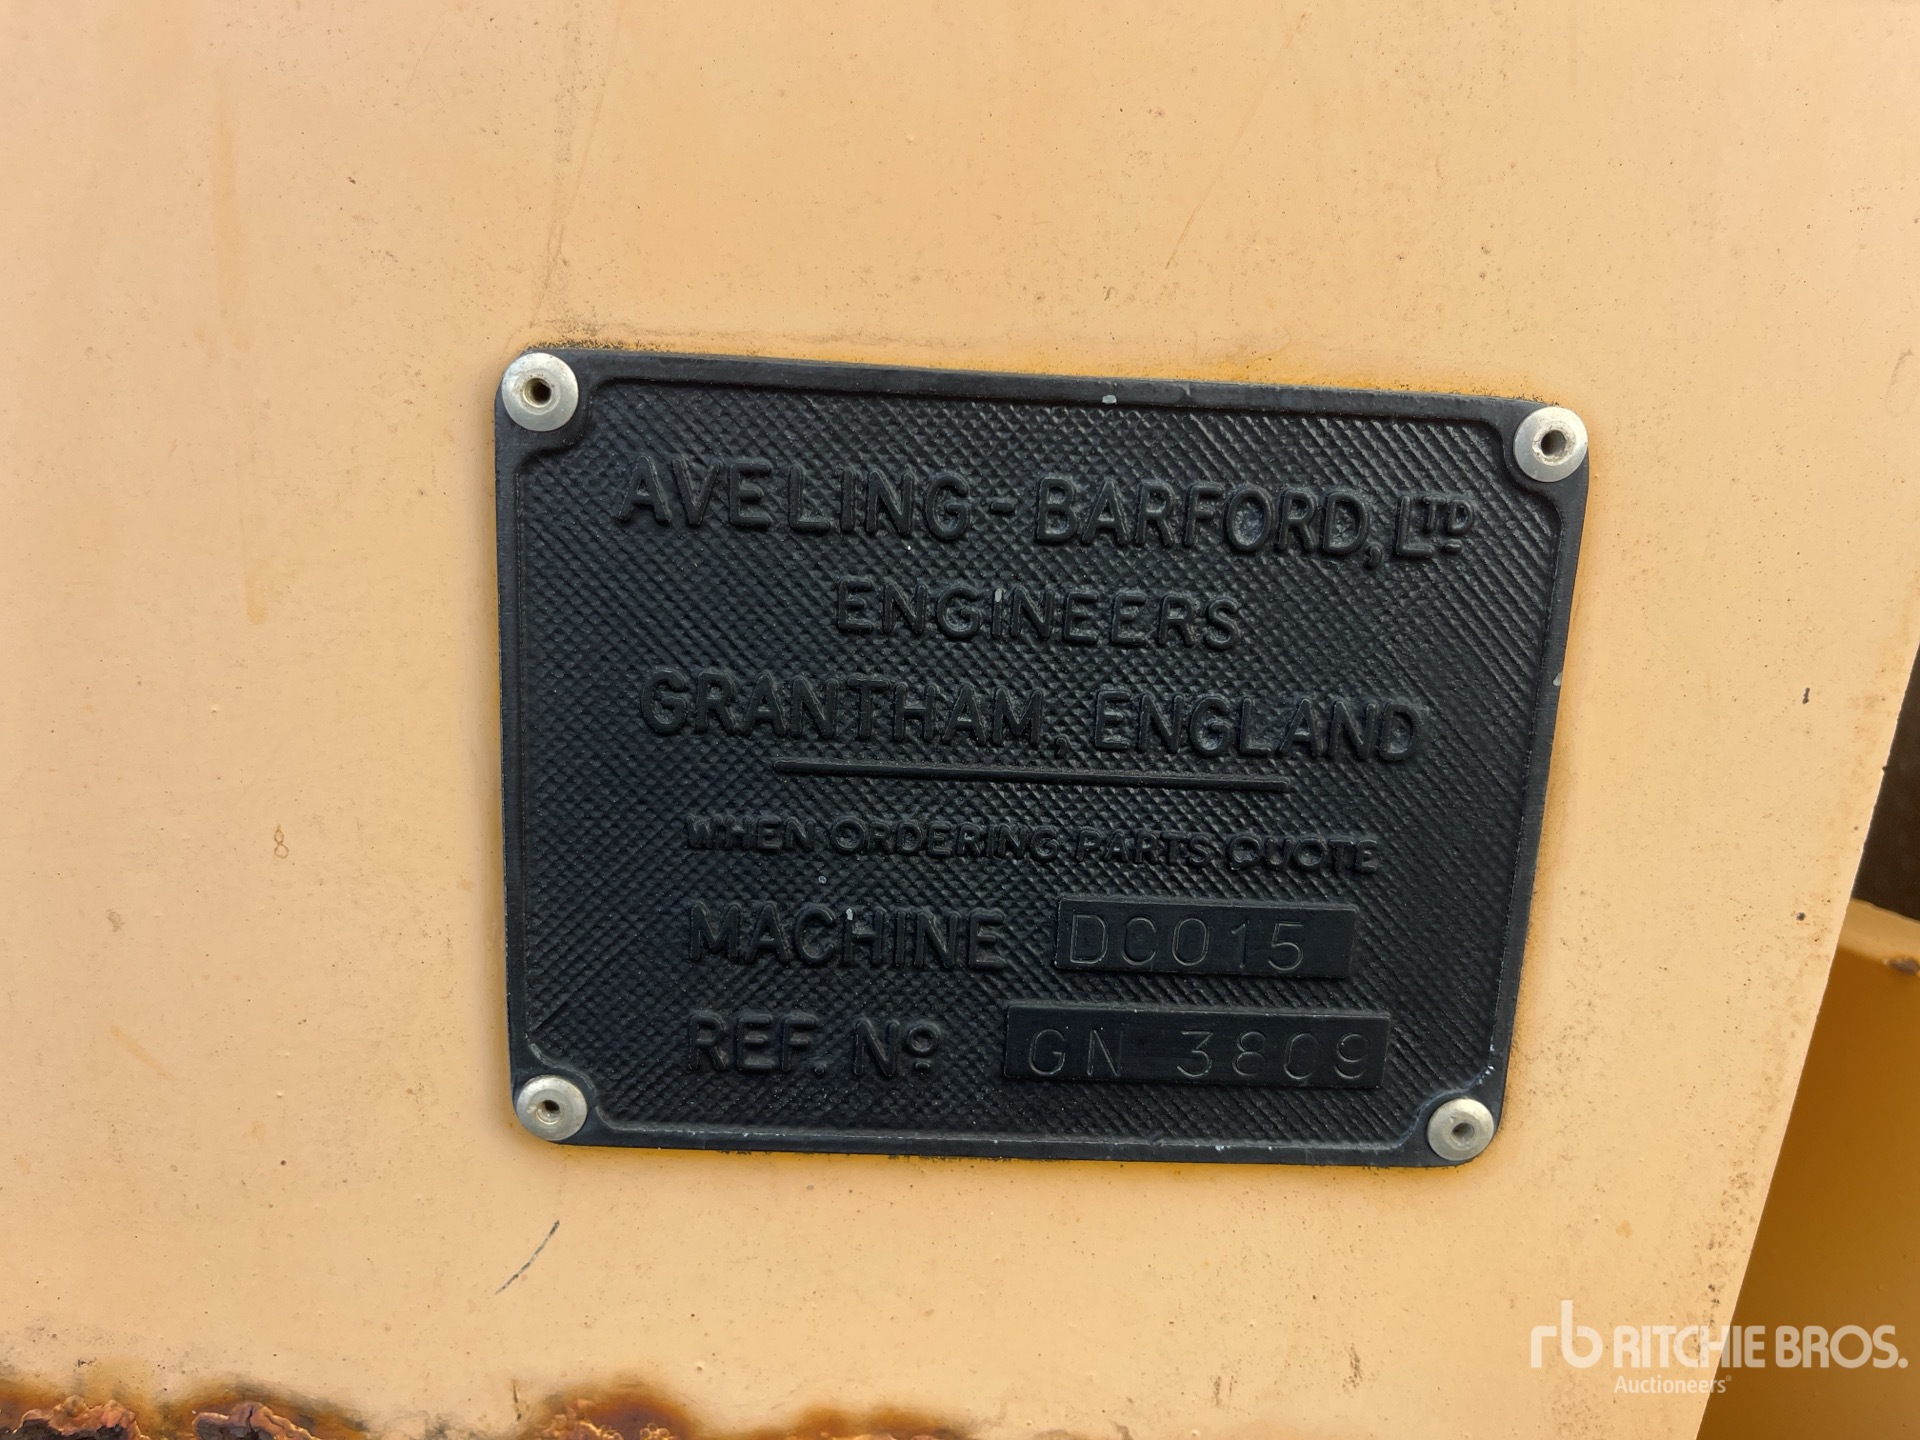 AVELING-BARFORD, LTD
ENGINEERS
GRANTHAM, ENGLAND
WHEN ORDERING PARTS QUOTE
MACHINE DC015
REF. No GN 3809
rb RITCHIE BROS.
Auctioneers